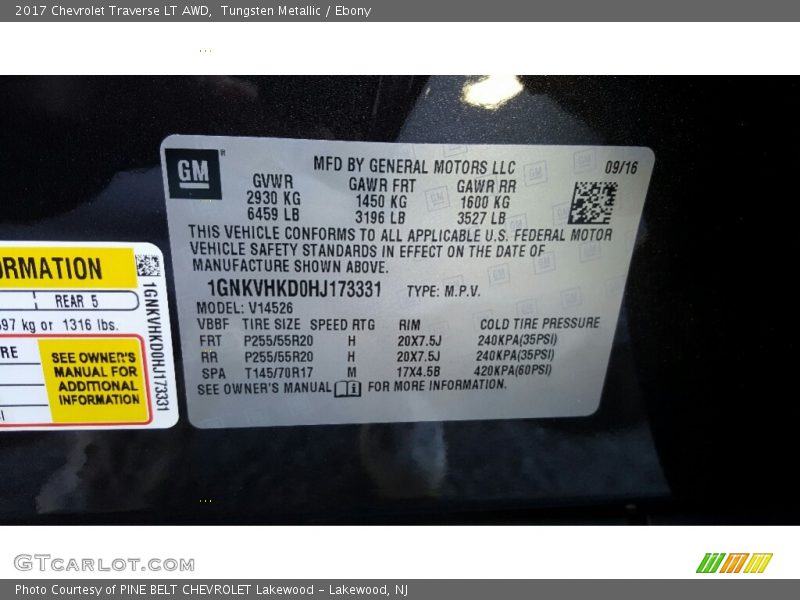 2017 Chevrolet Traverse LT AWD, Tungsten Metallic / Ebony
GM
MFD BY GENERAL MOTORS LLC 09/16
GVWR GAWR FRT GAWR RR
2930 KG 1450 KG 1600 KG
6459 LB 3196 LB 3527 LB
THIS VEHICLE CONFORMS TO ALL APPLICABLE U.S. FEDERAL MOTOR
VEHICLE SAFETY STANDARDS IN EFFECT ON THE DATE OF
MANUFACTURE SHOWN ABOVE.
1GNKVHKD0HJ173331 TYPE: M.P.V.
MODEL: V14526
VBBF TIRE SIZE SPEED RTG RIM COLD TIRE PRESSURE
FRT P255/55R20 H 20X7.5J 240KPA(35PSI)
RR P255/55R20 H 20X7.5J 240KPA(35PSI)
SPA T145/70R17 M 17X4.5B 420KPA(60PSI)
SEE OWNER'S MANUAL FOR MORE INFORMATION.
ORMATION
REAR 5
597 kg or 1316 lbs.
RE
SEE OWNER'S
MANUAL FOR
ADDITIONAL
INFORMATION
1GNKVHKD0HJ173331
GTcarlot.com
Photo Courtesy of PINE BELT CHEVROLET Lakewood - Lakewood, NJ